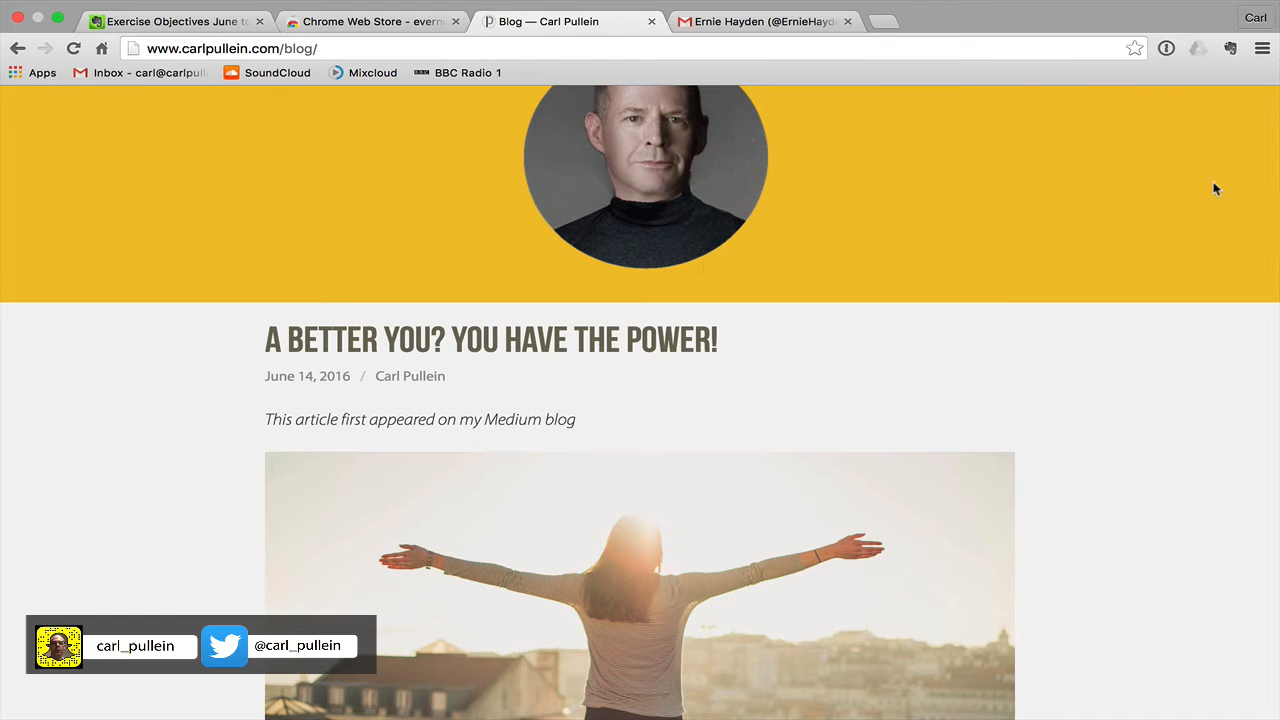 Exercise Objectives June to
Chrome Web Store - evern
Blog — Carl Pullein
Ernie Hayden (@ErnieHayd
Carl
www.carlpullein.com/blog/
Apps
Inbox - carl@carlpull
SoundCloud
Mixcloud
BBC Radio 1
A BETTER YOU? YOU HAVE THE POWER!
June 14, 2016 / Carl Pullein
This article first appeared on my Medium blog
carl_pullein
@carl_pullein